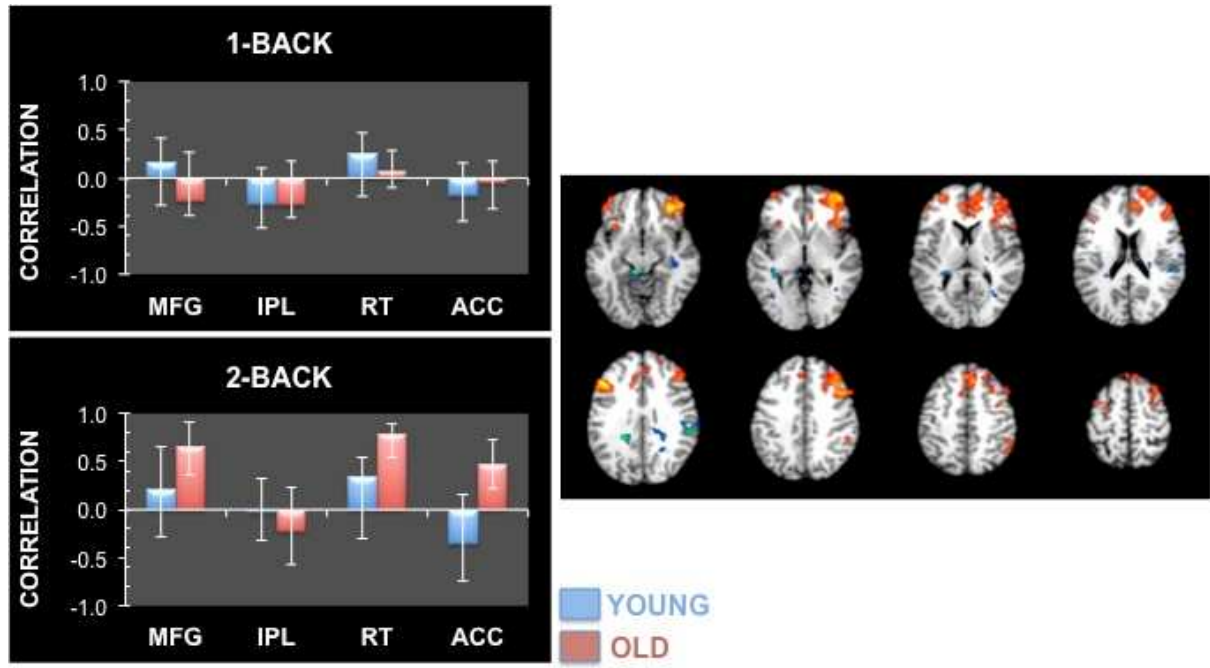 1-BACK
CORRELATION
1.0
0.5
0.0
-0.5
-1.0
MFG IPL RT ACC
2-BACK
CORRELATION
1.0
0.5
0.0
-0.5
-1.0
MFG IPL RT ACC
YOUNG
OLD